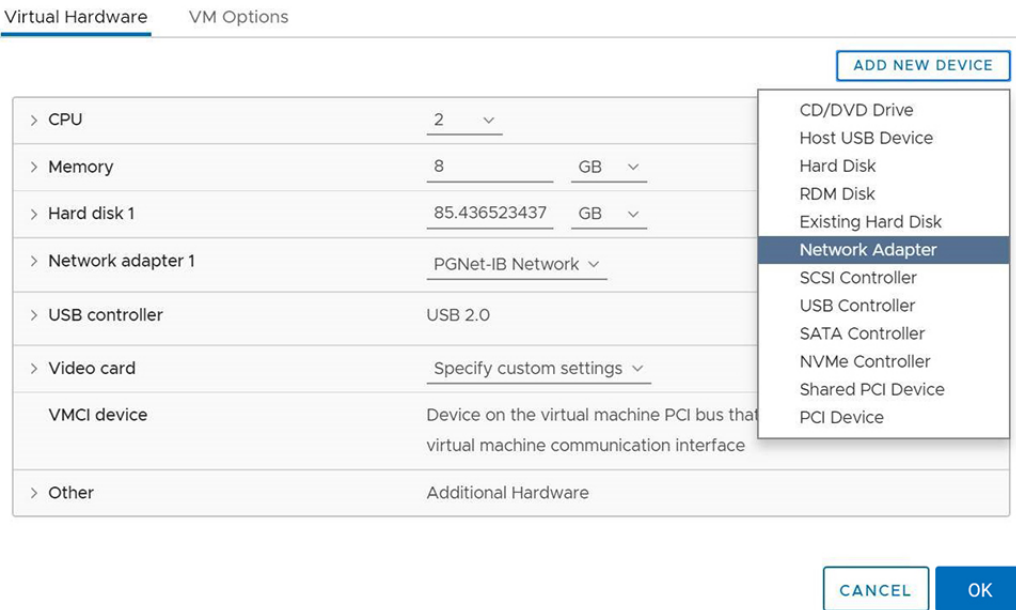 Virtual Hardware VM Options
ADD NEW DEVICE
CPU 2
Memory 8 GB
Hard disk 1 85.436523437 GB
Network adapter 1 PGNet-IB Network
USB controller USB 2.0
Video card Specify custom settings
VMCI device Device on the virtual machine PCI bus that
virtual machine communication interface
Other Additional Hardware
CD/DVD Drive
Host USB Device
Hard Disk
RDM Disk
Existing Hard Disk
Network Adapter
SCSI Controller
USB Controller
SATA Controller
NVMe Controller
Shared PCI Device
PCI Device
CANCEL OK